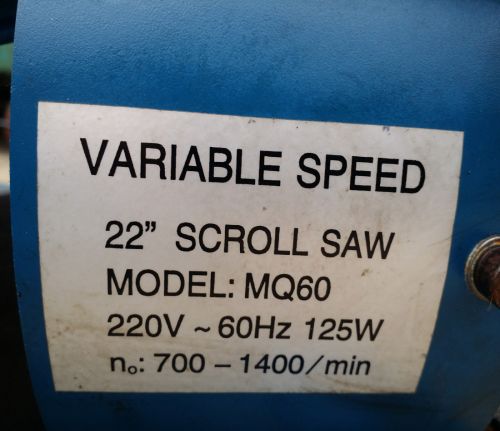 VARIABLE SPEED
22” SCROLL SAW
MODEL: MQ60
220V ~ 60Hz 125W
n₀: 700 – 1400/min